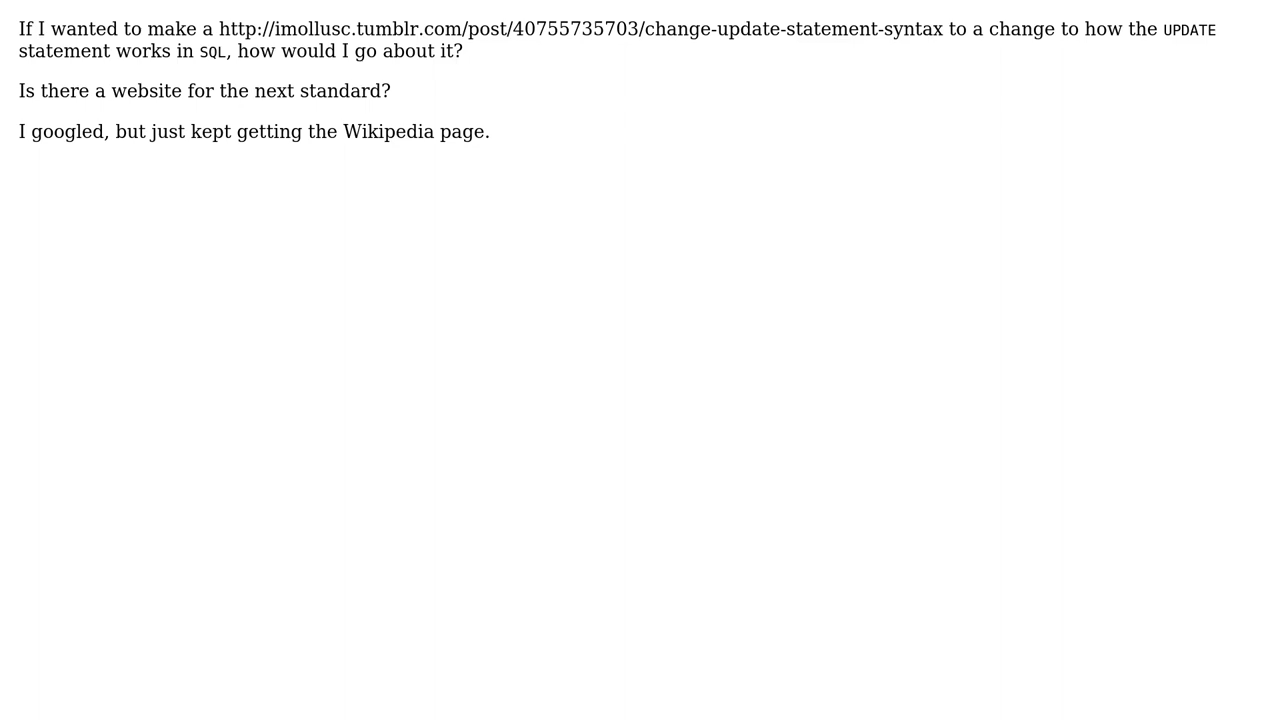 If I wanted to make a http://imollusc.tumblr.com/post/40755735703/change-update-statement-syntax to a change to how the UPDATE
statement works in SQL, how would I go about it?
Is there a website for the next standard?
I googled, but just kept getting the Wikipedia page.